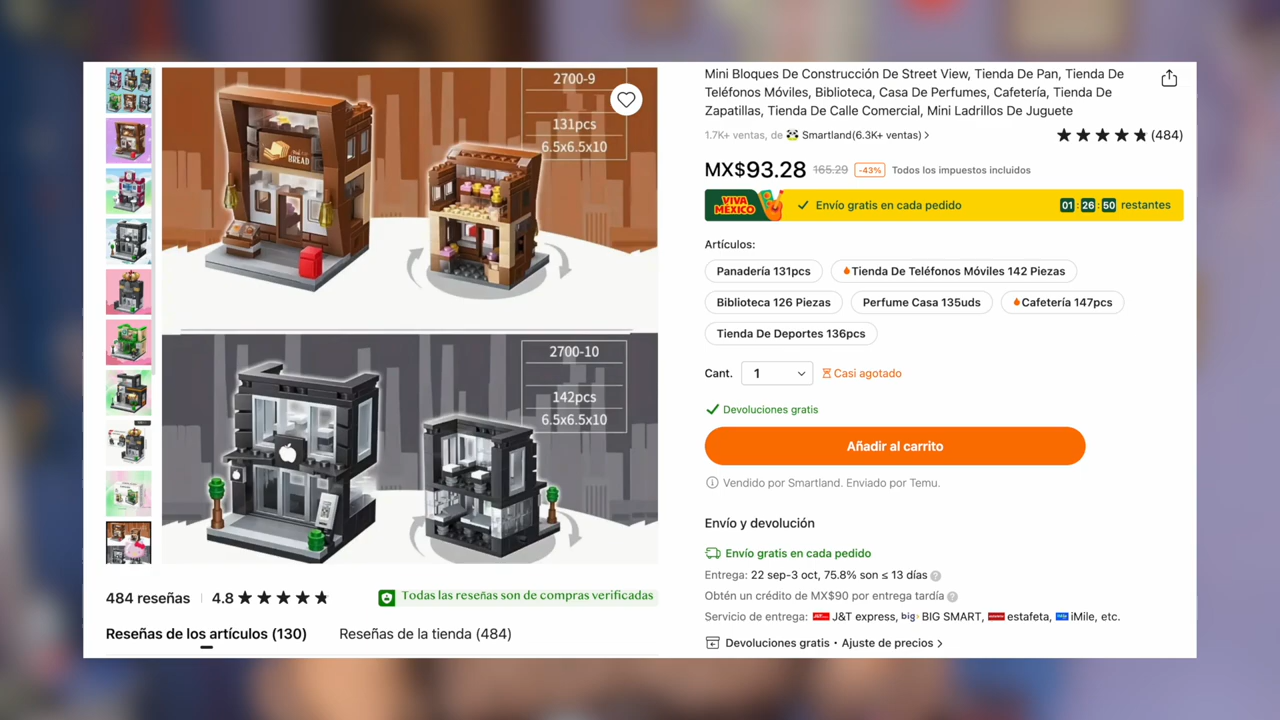 2700-9
131pcs
6.5x6.5x10
BREAD
2700-10
142pcs
6.5x6.5x10
484 reseñas
4.8
Todas las reseñas son de compras verificadas
Reseñas de los artículos (130)
Reseñas de la tienda (484)
Mini Bloques De Construcción De Street View, Tienda De Pan, Tienda De
Teléfonos Móviles, Biblioteca, Casa De Perfumes, Cafetería, Tienda De
Zapatillas, Tienda De Calle Comercial, Mini Ladrillos De Juguete
1.7K+ ventas, de Smartland(6.3K+ ventas)
(484)
MX$93.28 165.29 -43% Todos los impuestos incluidos
VIVA
MÉXICO
Envío gratis en cada pedido
01 : 26 : 50 restantes
Artículos:
Panadería 131pcs
Tienda De Teléfonos Móviles 142 Piezas
Biblioteca 126 Piezas
Perfume Casa 135uds
Cafetería 147pcs
Tienda De Deportes 136pcs
Cant. 1 Casi agotado
Devoluciones gratis
Añadir al carrito
Vendido por Smartland. Enviado por Temu.
Envío y devolución
Envío gratis en cada pedido
Entrega: 22 sep-3 oct, 75.8% son ≤ 13 días
Obtén un crédito de MX$90 por entrega tardía
Servicio de entrega: J&T express, big BIG SMART, estafeta, iMile, etc.
Devoluciones gratis • Ajuste de precios